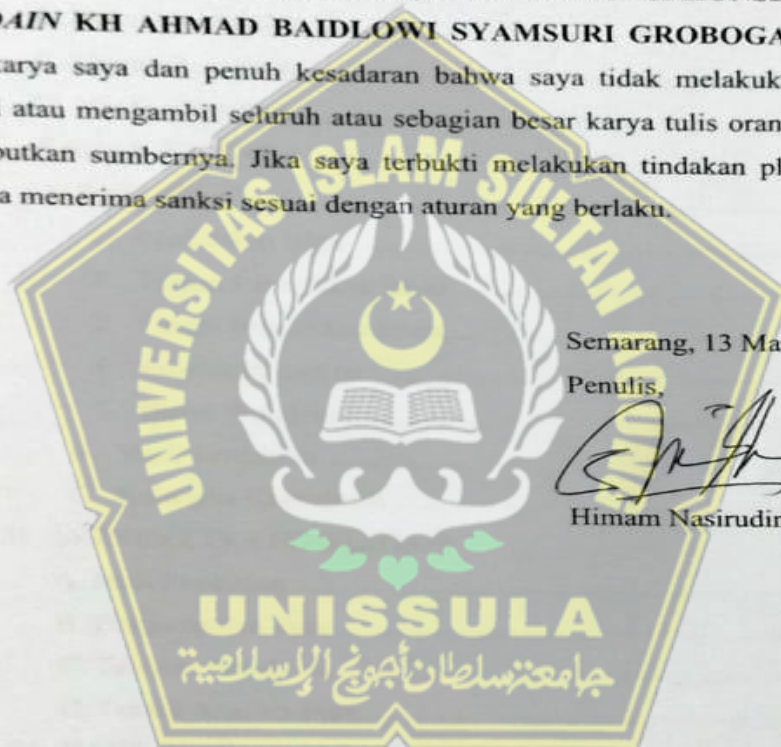 AIN KH AHMAD BAIDLOWI SYAMSURI GROBOGA
karya saya dan penuh kesadaran bahwa saya tidak melakuk
atau mengambil seluruh atau sebagian besar karya tulis oran
butkan sumbernya. Jika saya terbukti melakukan tindakan pl
a menerima sanksi sesuai dengan aturan yang berlaku.
UNIVERSITAS ISLAM SULTAN AGUNG
Semarang, 13 Ma
Penulis,
Himam Nasirudin
UNISSULA
جامعة سلطان أجونج الإسلامية